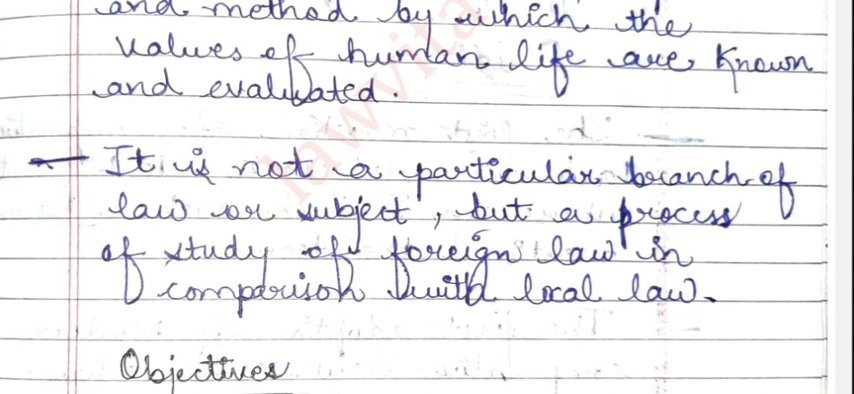 and method by which the
values of human life are known
and evaluated.
— It is not a particular branch of
law or subject, but a process
of study of foreign law in
comparison with local law.
Objectives